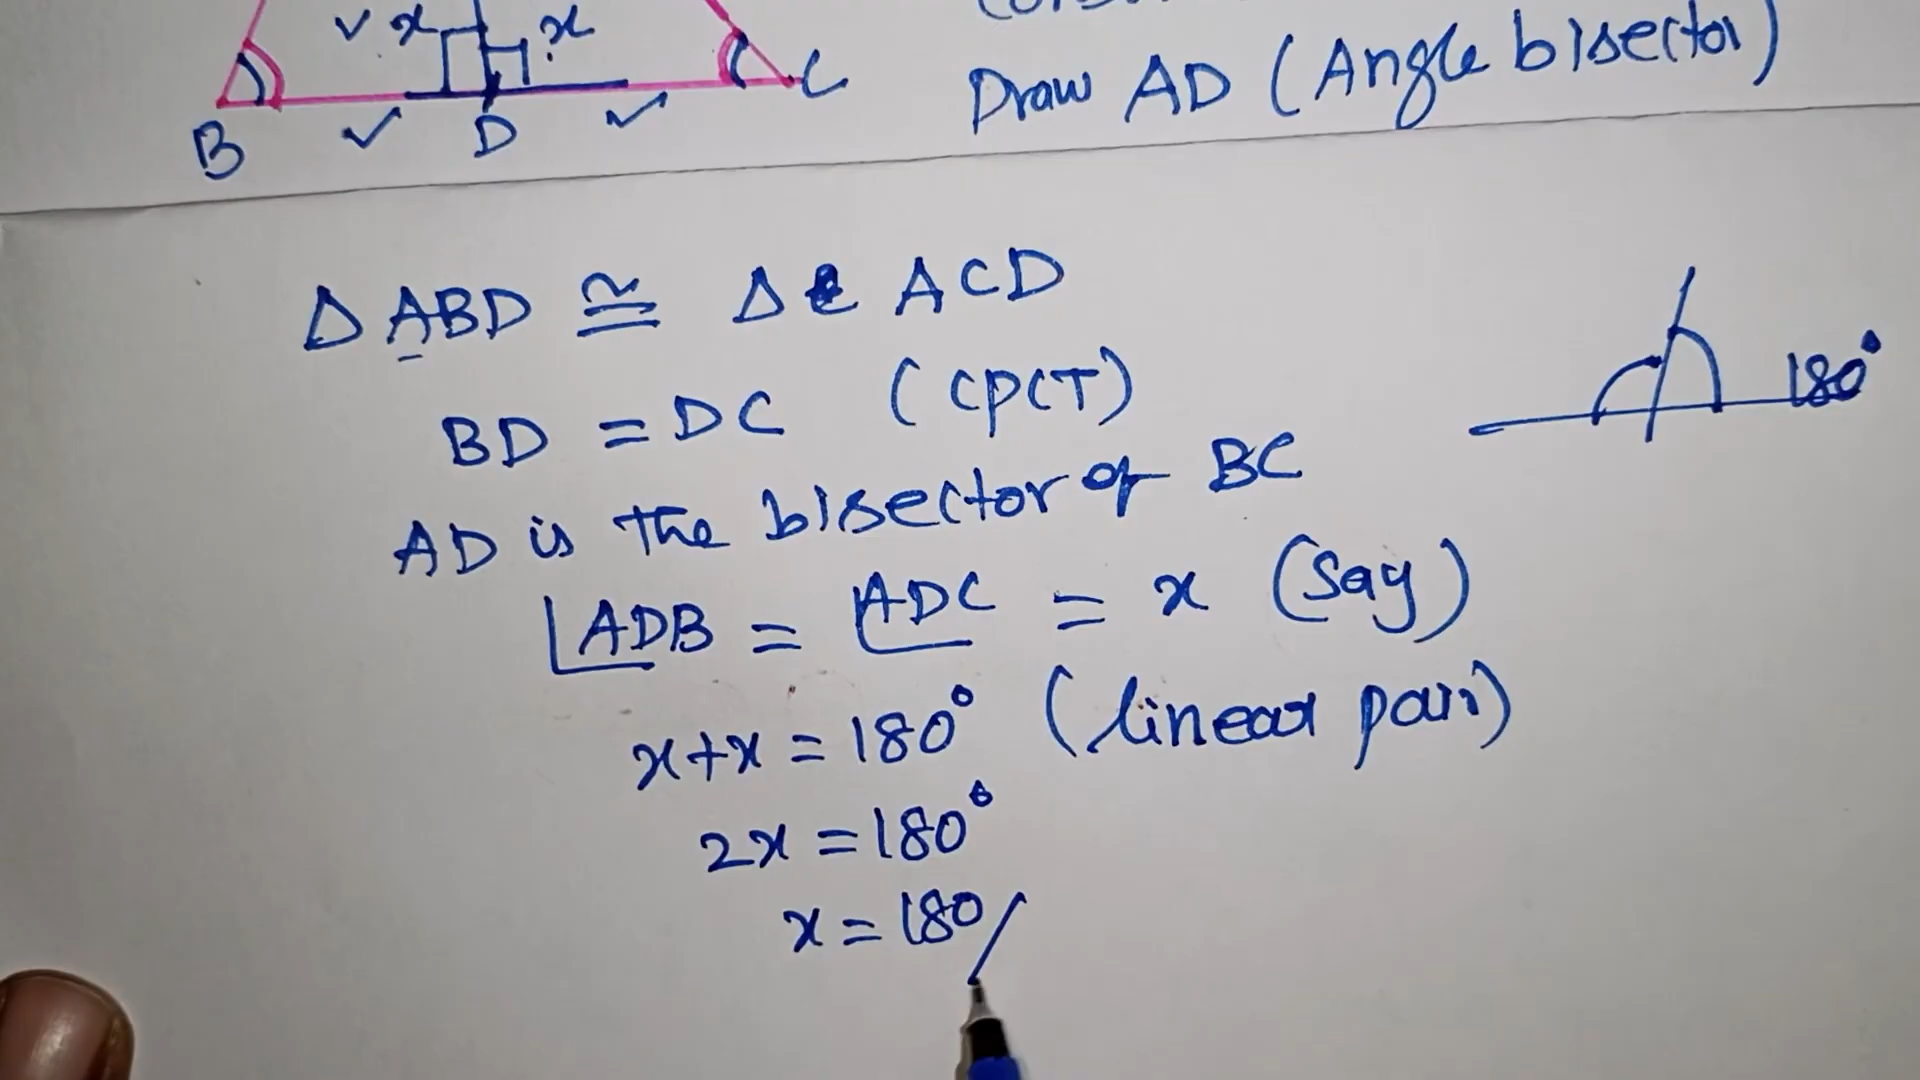 x x
C
B D
Draw AD (Angle bisector)
Δ ABD ≅ Δ ACD
BD = DC (CPCT)
AD is the bisector of BC
∠ADB = ∠ADC = x (Say)
180°
x+x = 180° (linear pair)
2x = 180°
x = 180/